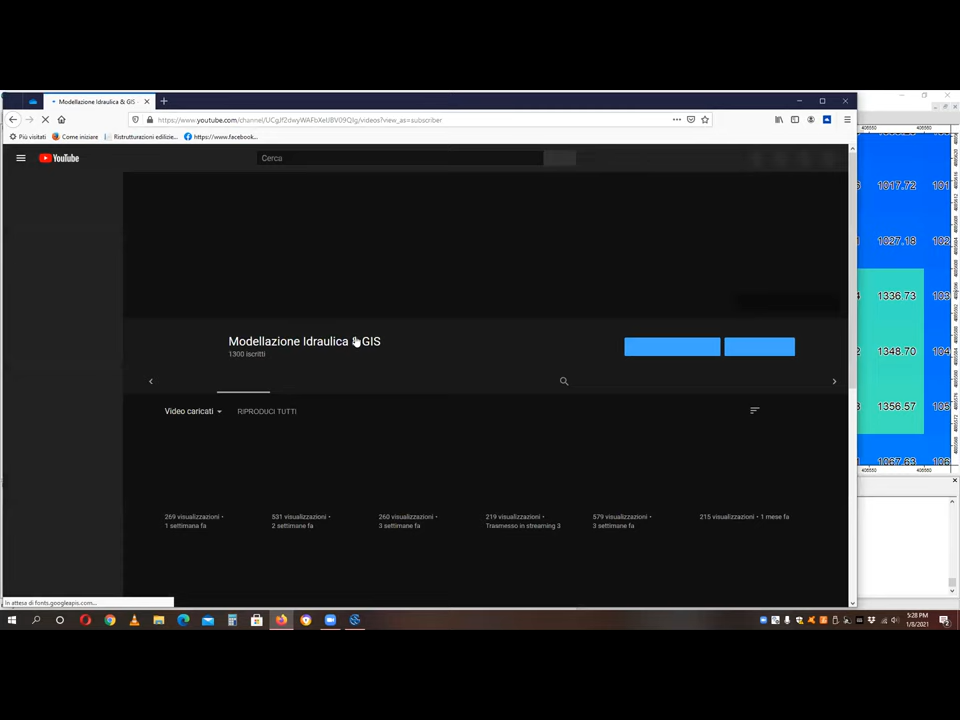 Modellazione Idraulica & GIS
https://www.youtube.com/channel/UCgJf2dwyWAFbXeUBV09QIg/videos?view_as=subscriber
Più visitati Come iniziare Ristrutturazioni edilizie... https://www.facebook...
YouTube
Cerca
Modellazione Idraulica & GIS
1300 iscritti
Video caricati RIPRODUCI TUTTI
269 visualizzazioni •
1 settimana fa
531 visualizzazioni •
2 settimane fa
260 visualizzazioni •
3 settimane fa
219 visualizzazioni •
Trasmesso in streaming 3
579 visualizzazioni •
3 settimane fa
215 visualizzazioni • 1 mese fa
In attesa di fonts.googleapis.com...
1017.72
1027.18
1336.73
1348.70
1356.57
1067.63
5:28 PM
1/8/2021